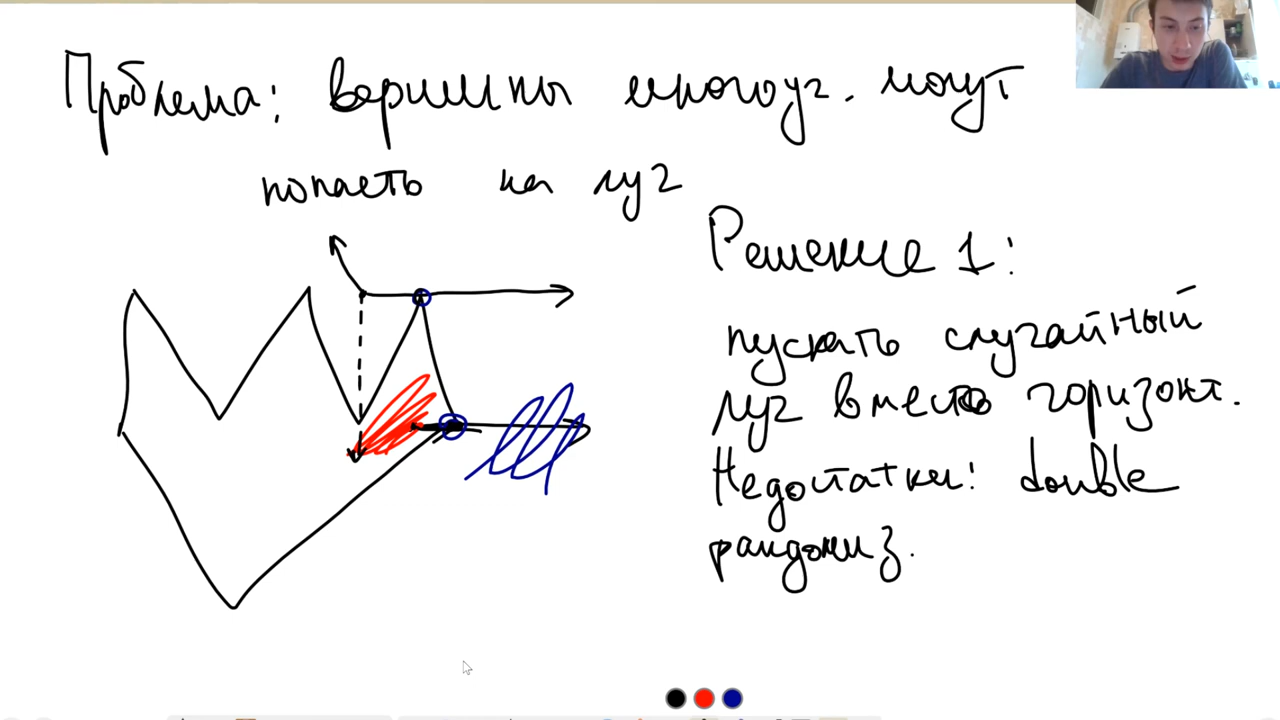 Проблема: вершины многоуг. могут
попасть на луч
Решение 1:
пускать случайный
луч вместо горизонт.
Недостатки: double
рандомиз.